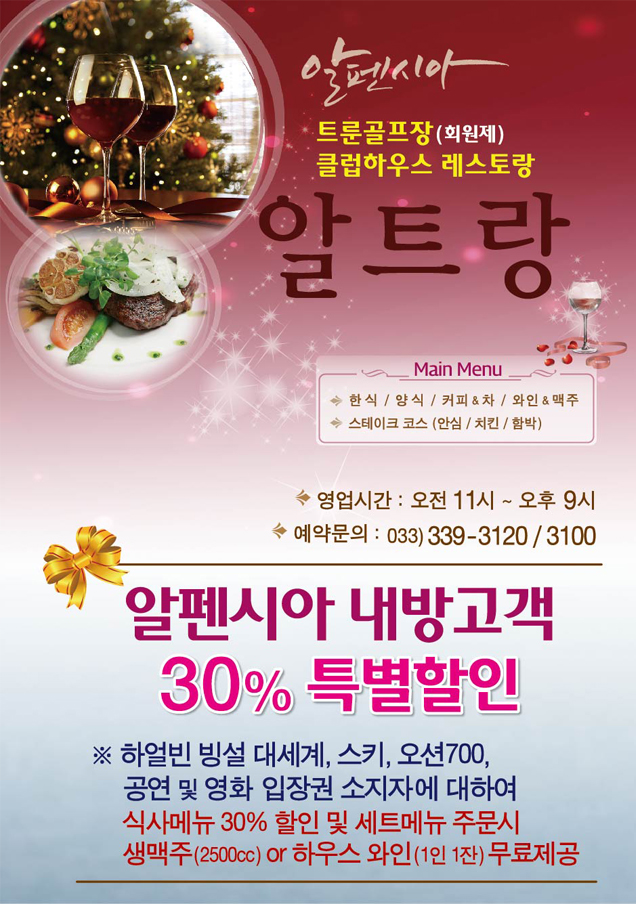 알펜시아
트룬골프장(회원제)
클럽하우스 레스토랑
알트랑
Main Menu
한식 / 양식 / 커피&차 / 와인&맥주
스테이크 코스 (안심 / 치킨 / 함박)
영업시간 : 오전 11시 ~ 오후 9시
예약문의 : 033) 339-3120 / 3100
알펜시아 내방고객
30% 특별할인
※ 하얼빈 빙설 대세계, 스키, 오션700,
공연 및 영화 입장권 소지자에 대하여
식사메뉴 30% 할인 및 세트메뉴 주문시
생맥주(2500cc) or 하우스 와인(1인 1잔) 무료제공